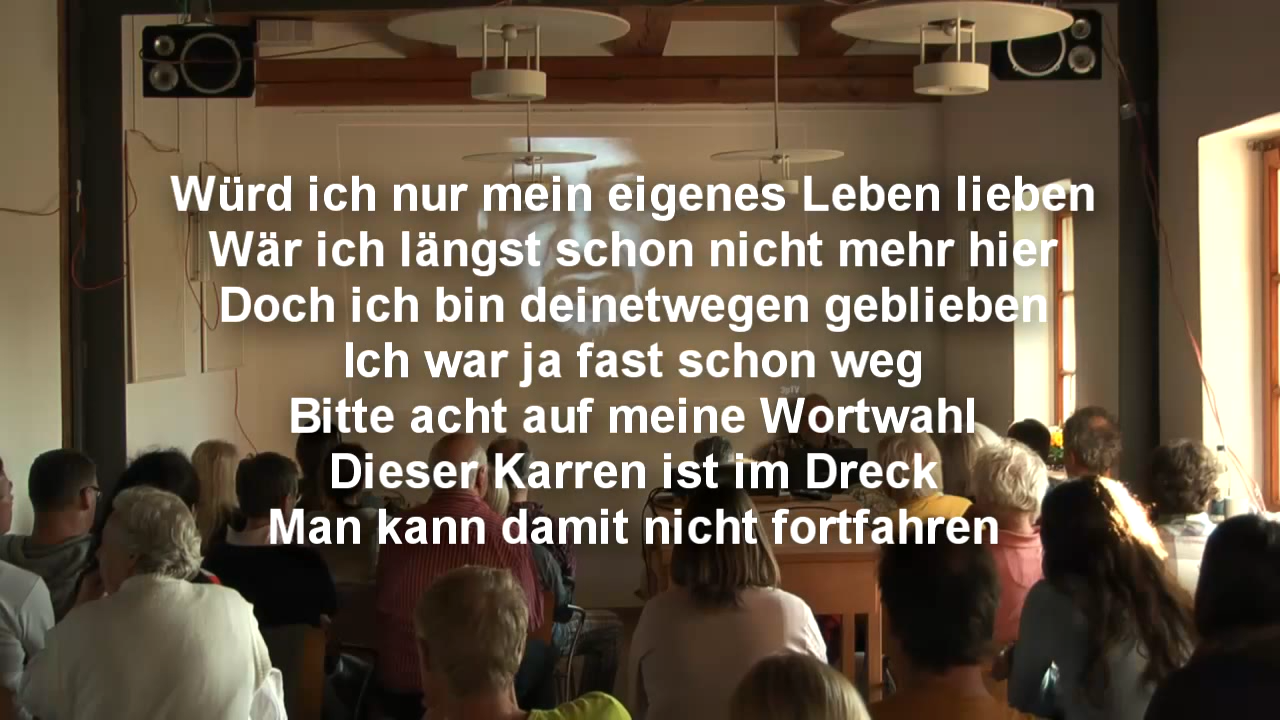 Würd ich nur mein eigenes Leben lieben
Wär ich längst schon nicht mehr hier
Doch ich bin deinetwegen geblieben
Ich war ja fast schon weg
Bitte acht auf meine Wortwahl
Dieser Karren ist im Dreck
Man kann damit nicht fortfahren